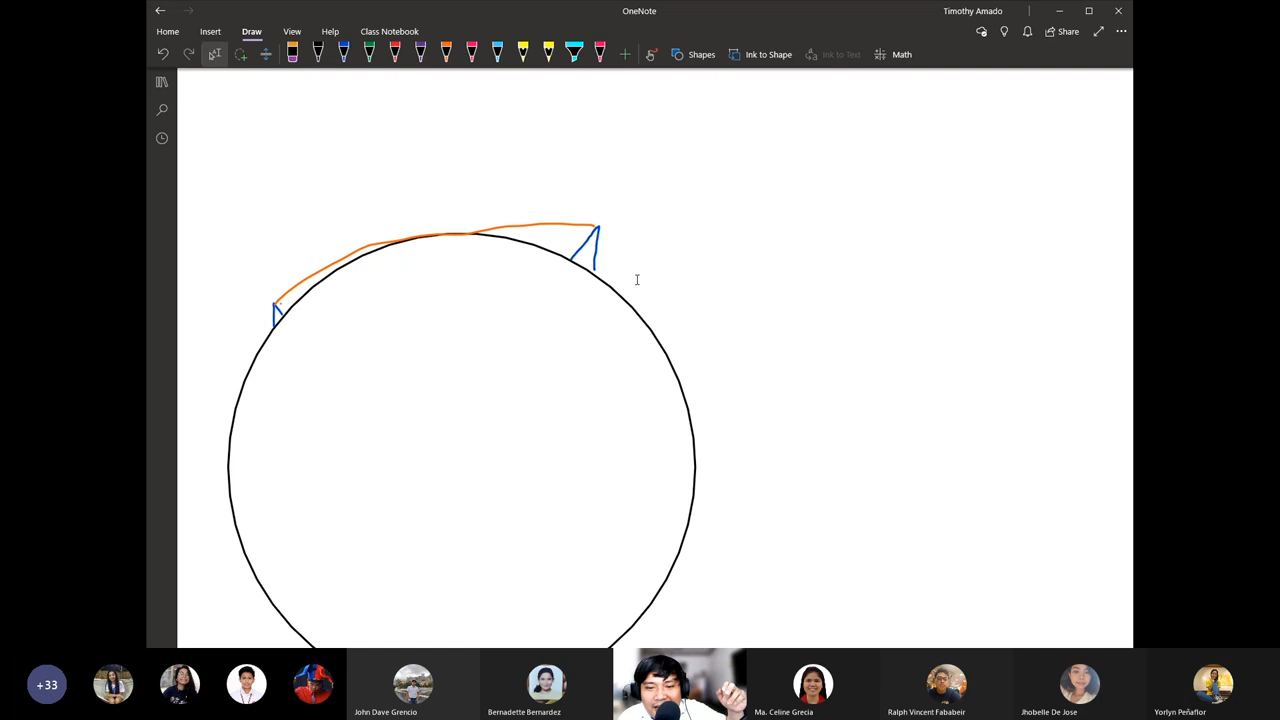 OneNote
Timothy Amado
Home Insert Draw View Help Class Notebook
Share
Shapes Ink to Shape Ink to Text Math
+33
John Dave Grencio
Bernadette Bernardez
Ma. Celine Grecia
Ralph Vincent Fababeir
Jhobelle De Jose
Yorlyn Peñaflor